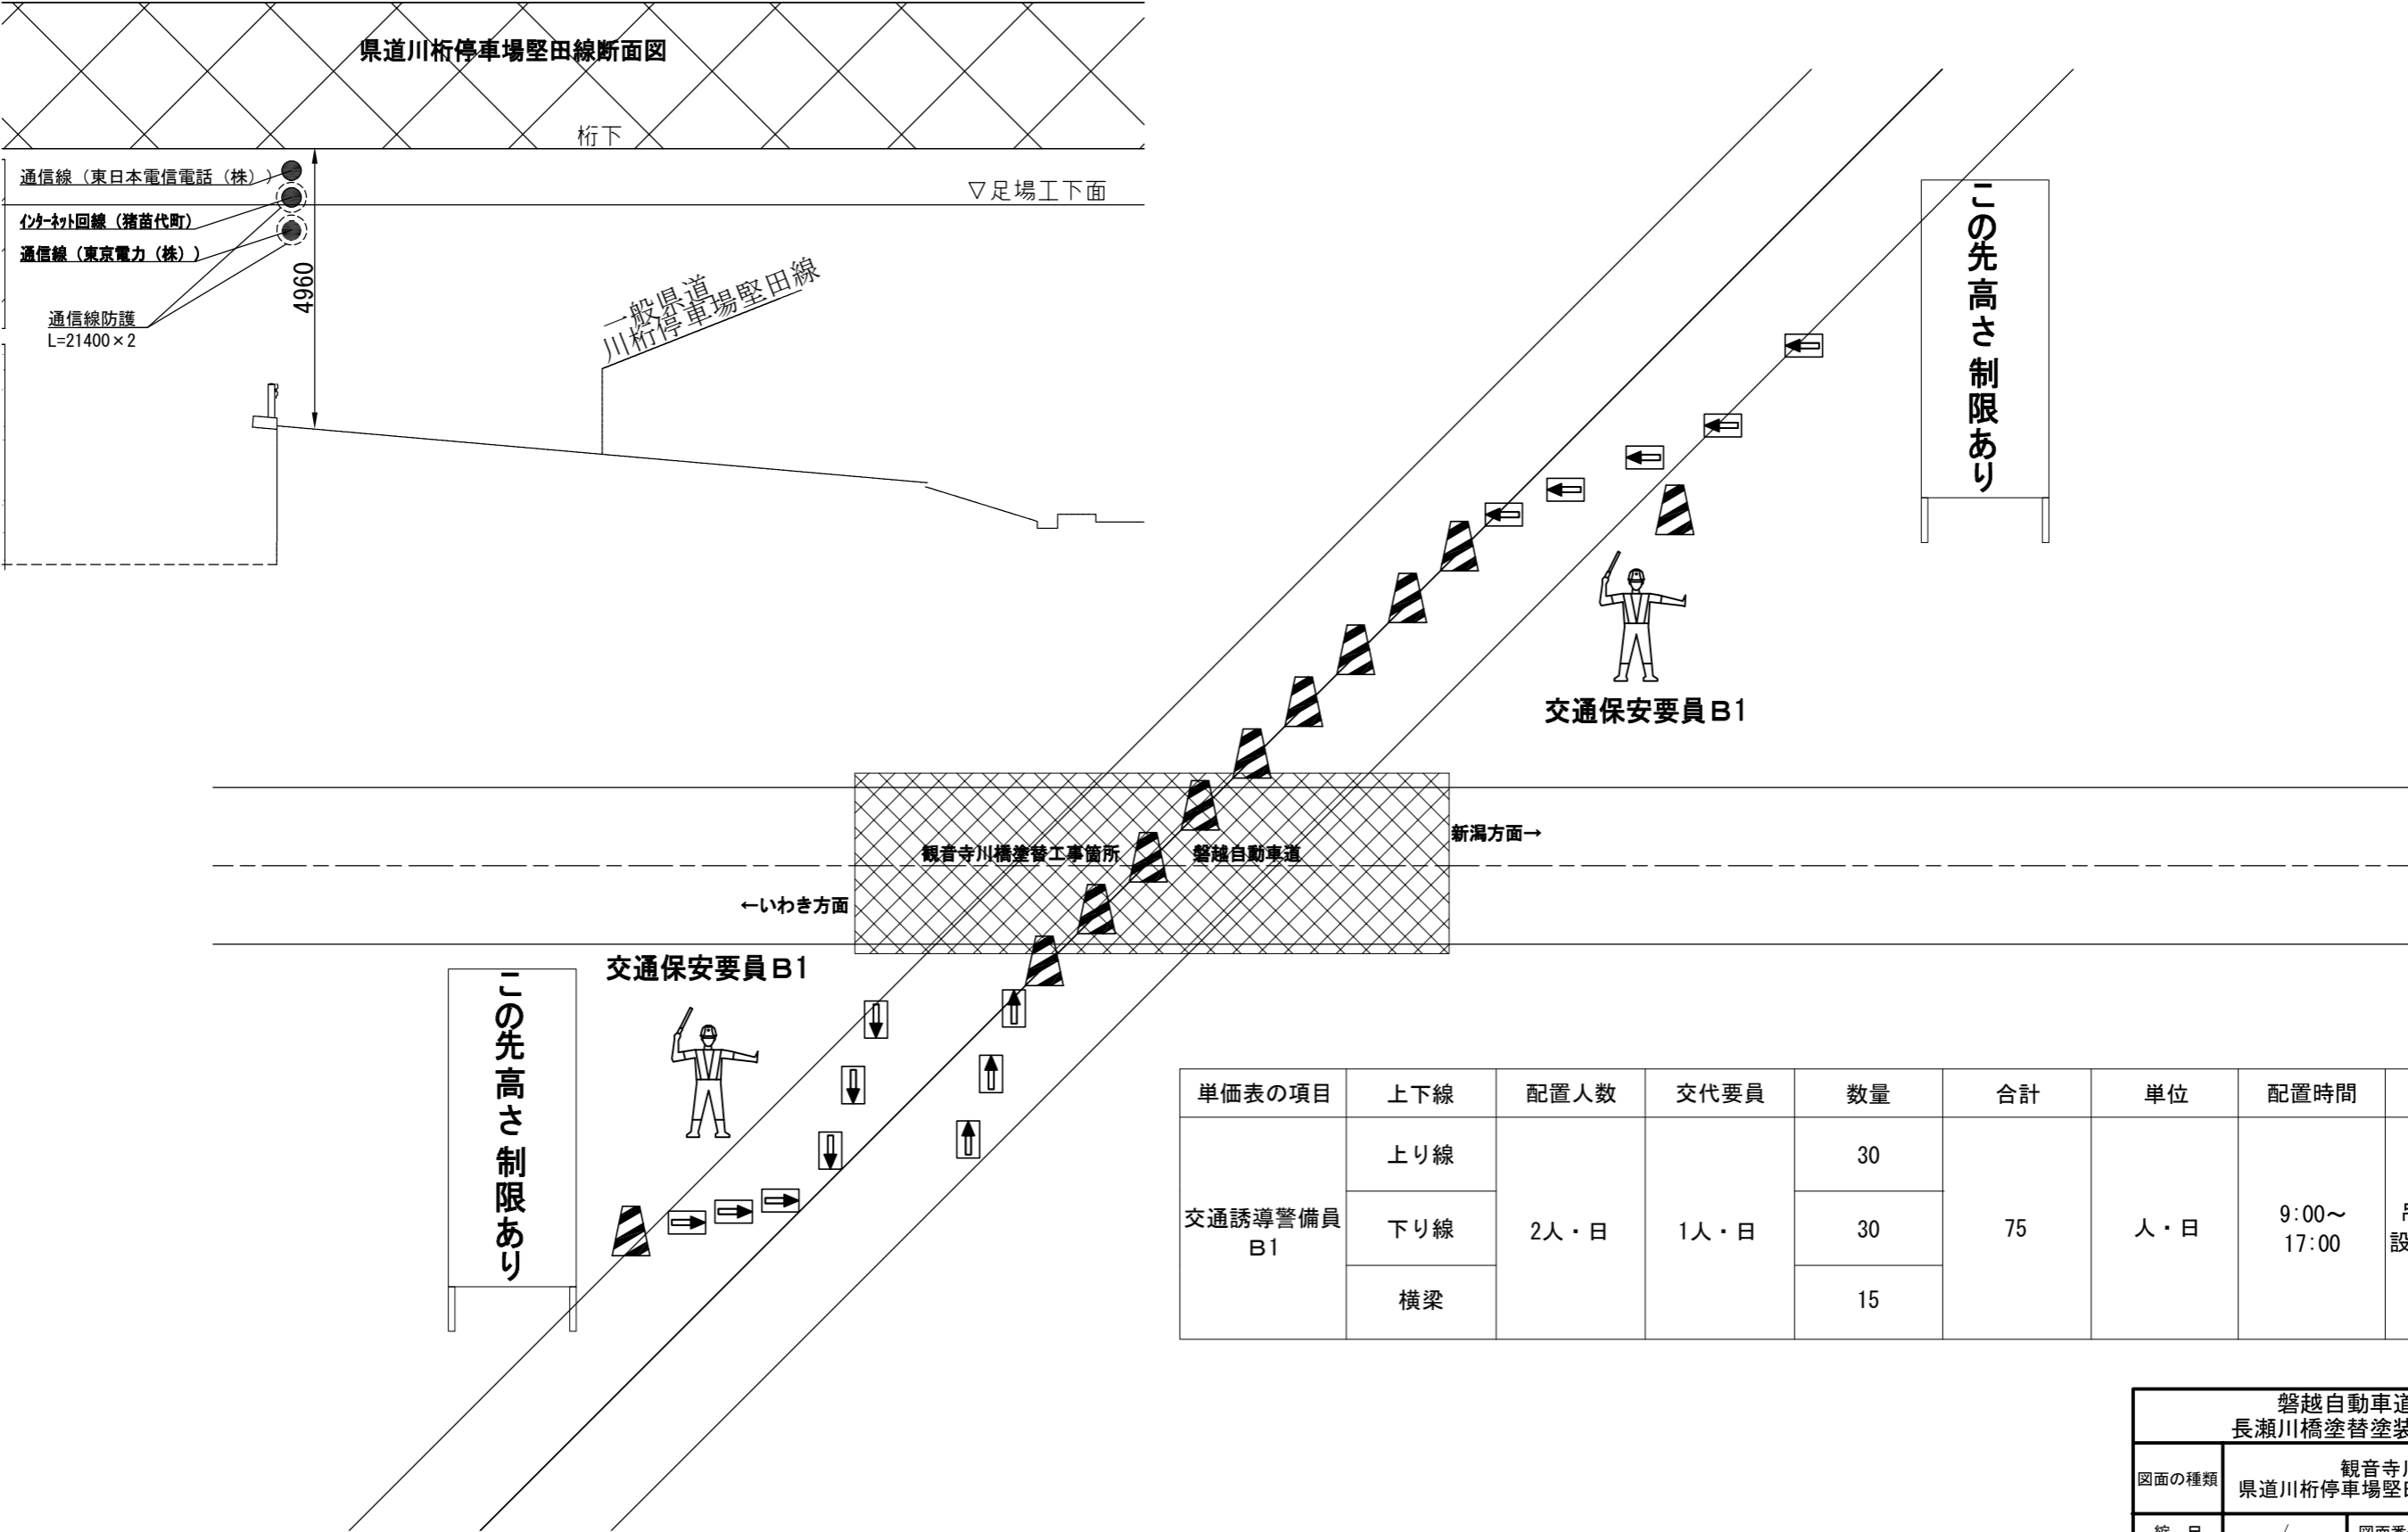 県道川桁停車場堅田線断面図
桁下
通信線（東日本電信電話（株））
インターネット回線（猪苗代町）
通信線（東京電力（株））
▽足場工下面
4960
通信線防護
L=21400×2
一般県道
川桁停車場堅田線
この先高さ制限あり
交通保安要員B1
新潟方面→
観音寺川橋塗替工事箇所
磐越自動車道
←いわき方面
交通保安要員B1
この先高さ制限あり
単価表の項目 上下線 配置人数 交代要員 数量 合計 単位 配置時間
交通誘導警備員
B1
上り線 30
下り線 2人・日 1人・日 30 75 人・日 9:00～
17:00
設
横梁 15
磐越自動車道
長瀬川橋塗替塗装
図面の種類
観音寺川
県道川桁停車場堅田